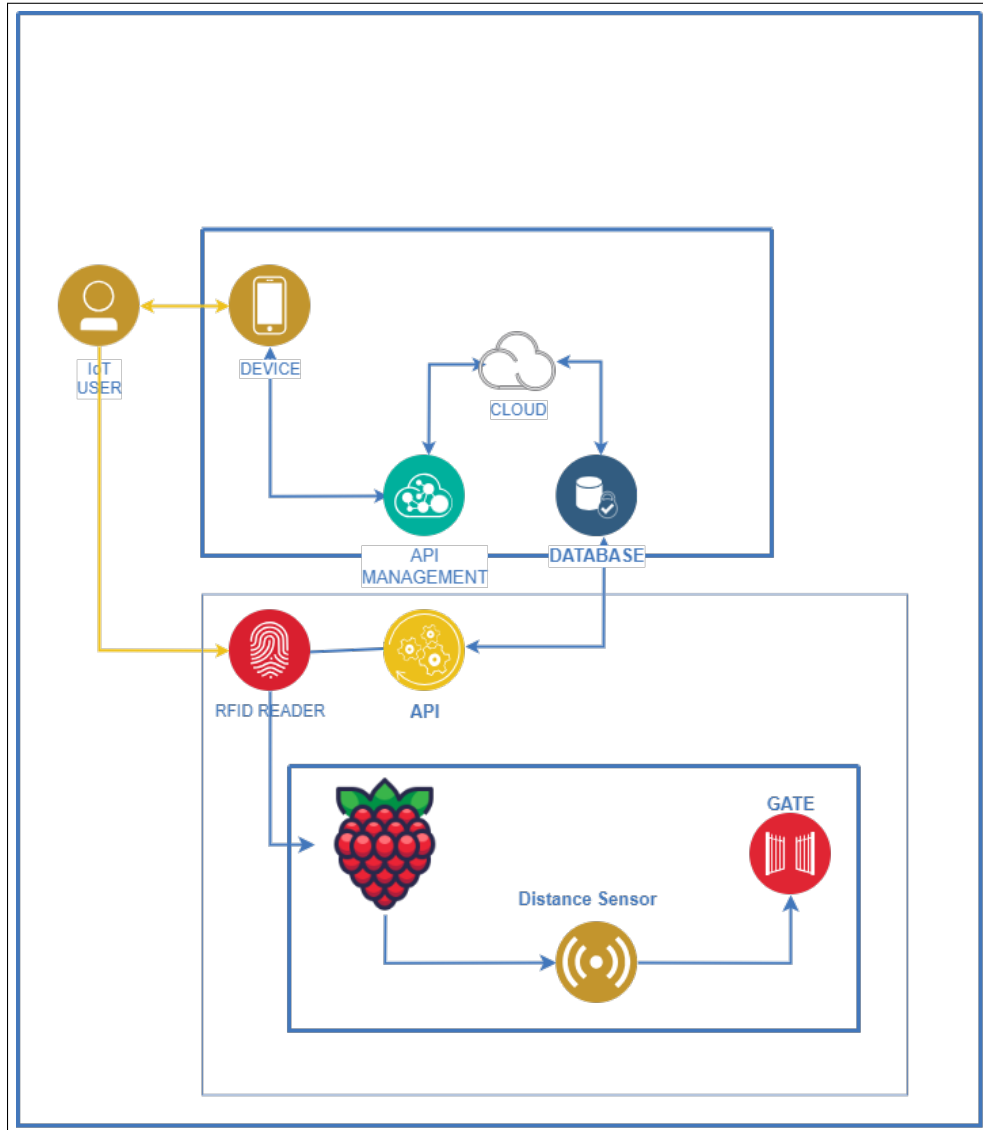 IoT
USER
DEVICE
CLOUD
API
MANAGEMENT
DATABASE
RFID READER
API
GATE
Distance Sensor